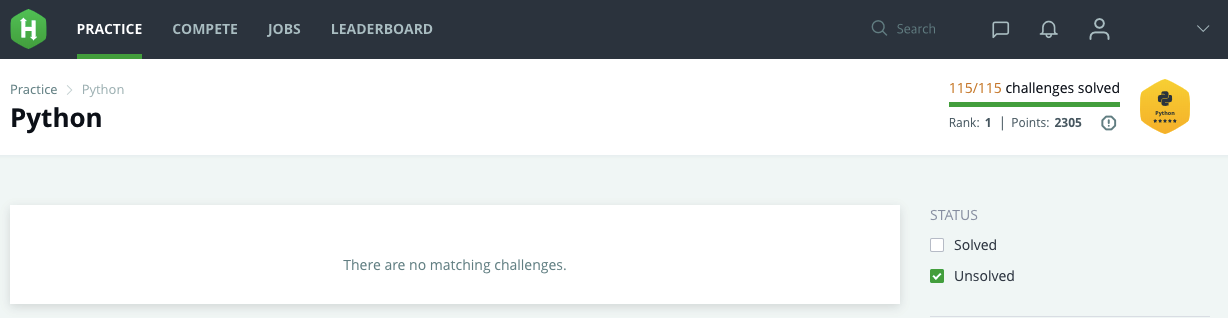 H
PRACTICE COMPETE JOBS LEADERBOARD Search
Practice > Python
Python
115/115 challenges solved
Rank: 1 | Points: 2305
Python
There are no matching challenges.
STATUS
Solved
Unsolved